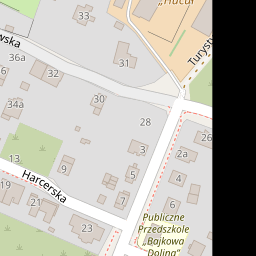 33
"Hucuł"
Turyst
wska
36a
32
31
30
34a
28
26
2a
4
6
13
9
3
5
7
19
21
23
Harcerska
Publiczne
Przedszkole
„Bajkowa
Dolina"